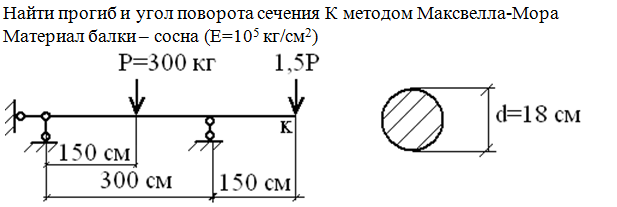 Найти прогиб и угол поворота сечения К методом Максвелла-Мора
Материал балки – сосна (Е=10⁵ кг/см²)
Р=300 кг 1,5Р
К
d=18 см
150 см
300 см 150 см